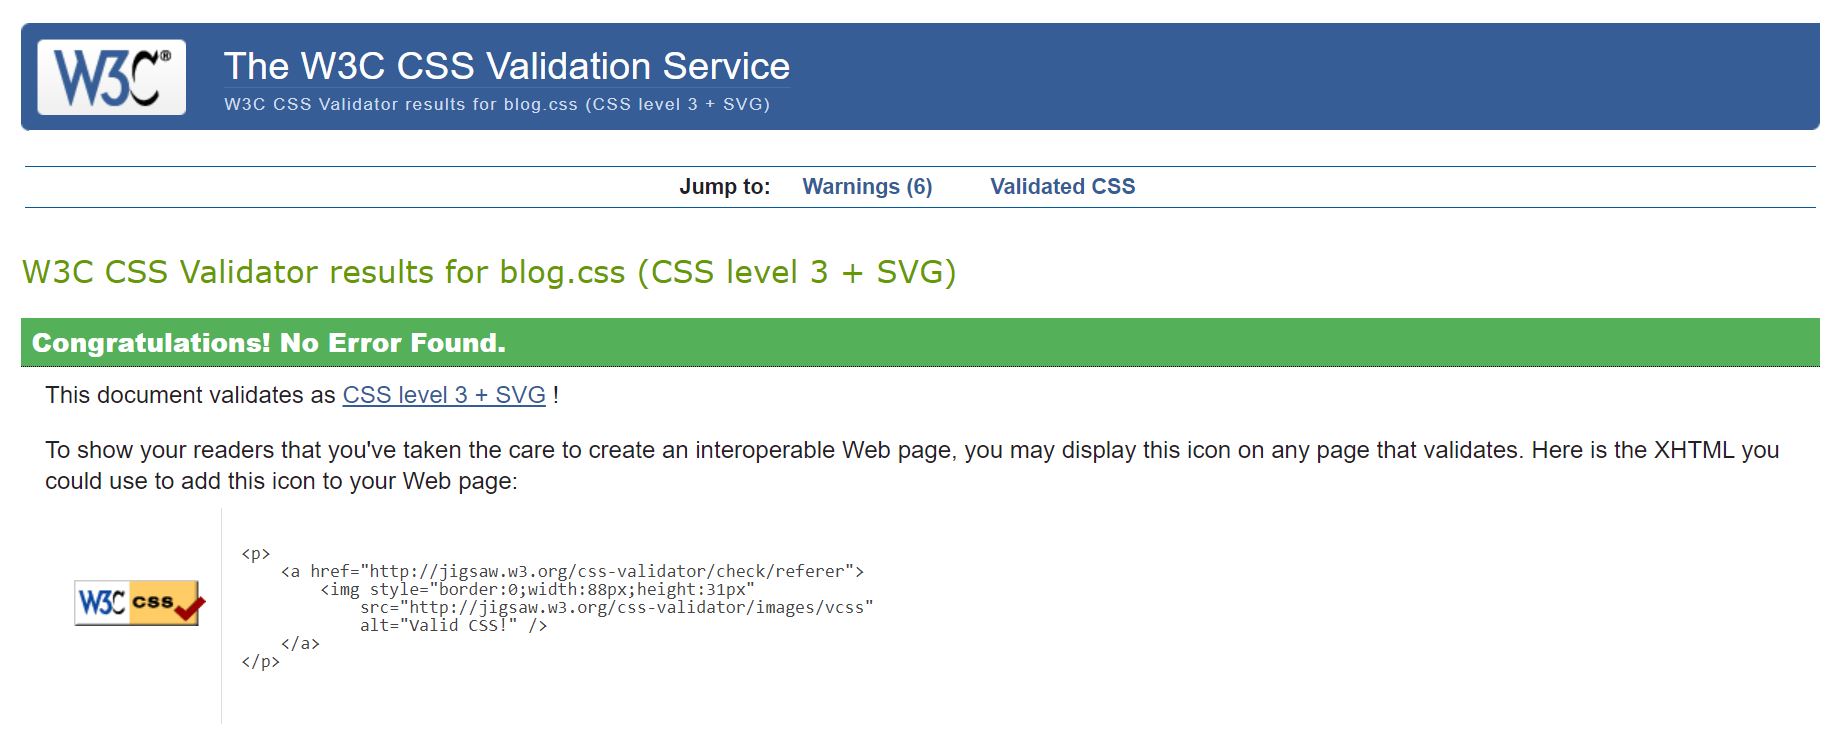 W3C®
The W3C CSS Validation Service
W3C CSS Validator results for blog.css (CSS level 3 + SVG)
Jump to: Warnings (6) Validated CSS
W3C CSS Validator results for blog.css (CSS level 3 + SVG)
Congratulations! No Error Found.
This document validates as CSS level 3 + SVG !
To show your readers that you've taken the care to create an interoperable Web page, you may display this icon on any page that validates. Here is the XHTML you
could use to add this icon to your Web page:
W3C css
<p>
    <a href="http://jigsaw.w3.org/css-validator/check/referer">
        <img style="border:0;width:88px;height:31px"
            src="http://jigsaw.w3.org/css-validator/images/vcss"
            alt="Valid CSS!" />
    </a>
</p>